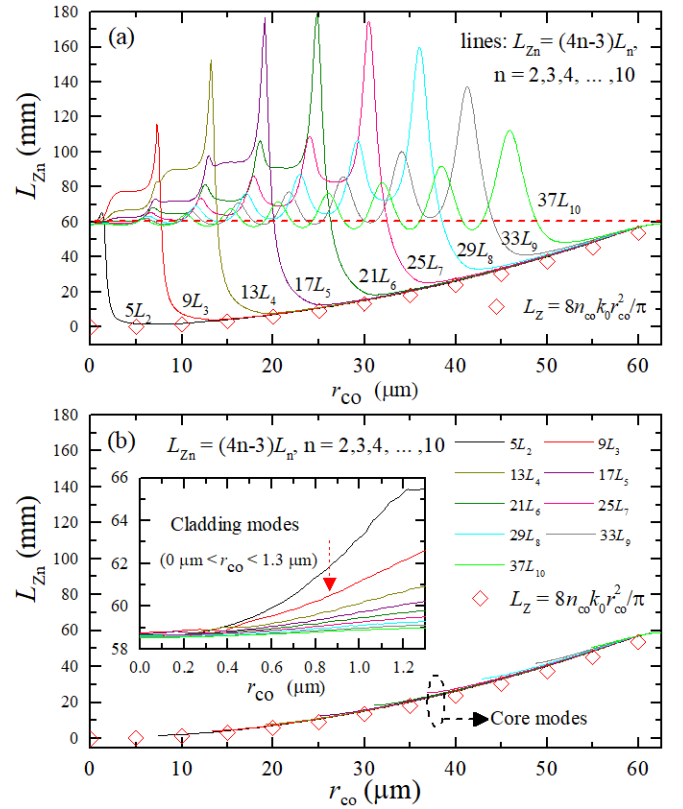 (a)
lines: L_Zn = (4n-3)L_n,
n = 2,3,4, ... ,10
180
160
140
120
100
80
60
40
20
0
L_Zn (mm)
5L_2
9L_3
13L_4
17L_5
21L_6
25L_7
29L_8
33L_9
37L_10
L_Z = 8n_co k_0 r_co^2/π
0 10 20 30 40 50 60
r_co (μm)
(b)
L_Zn = (4n-3)L_n, n = 2,3,4, ... ,10
180
160
140
120
100
80
60
40
20
0
L_Zn (mm)
5L_2 9L_3
13L_4 17L_5
21L_6 25L_7
29L_8 33L_9
37L_10
L_Z = 8n_co k_0 r_co^2/π
66
64
62
60
58
Cladding modes
(0 μm < r_co < 1.3 μm)
0.0 0.2 0.4 0.6 0.8 1.0 1.2
r_co (μm)
Core modes
0 10 20 30 40 50 60
r_co (μm)